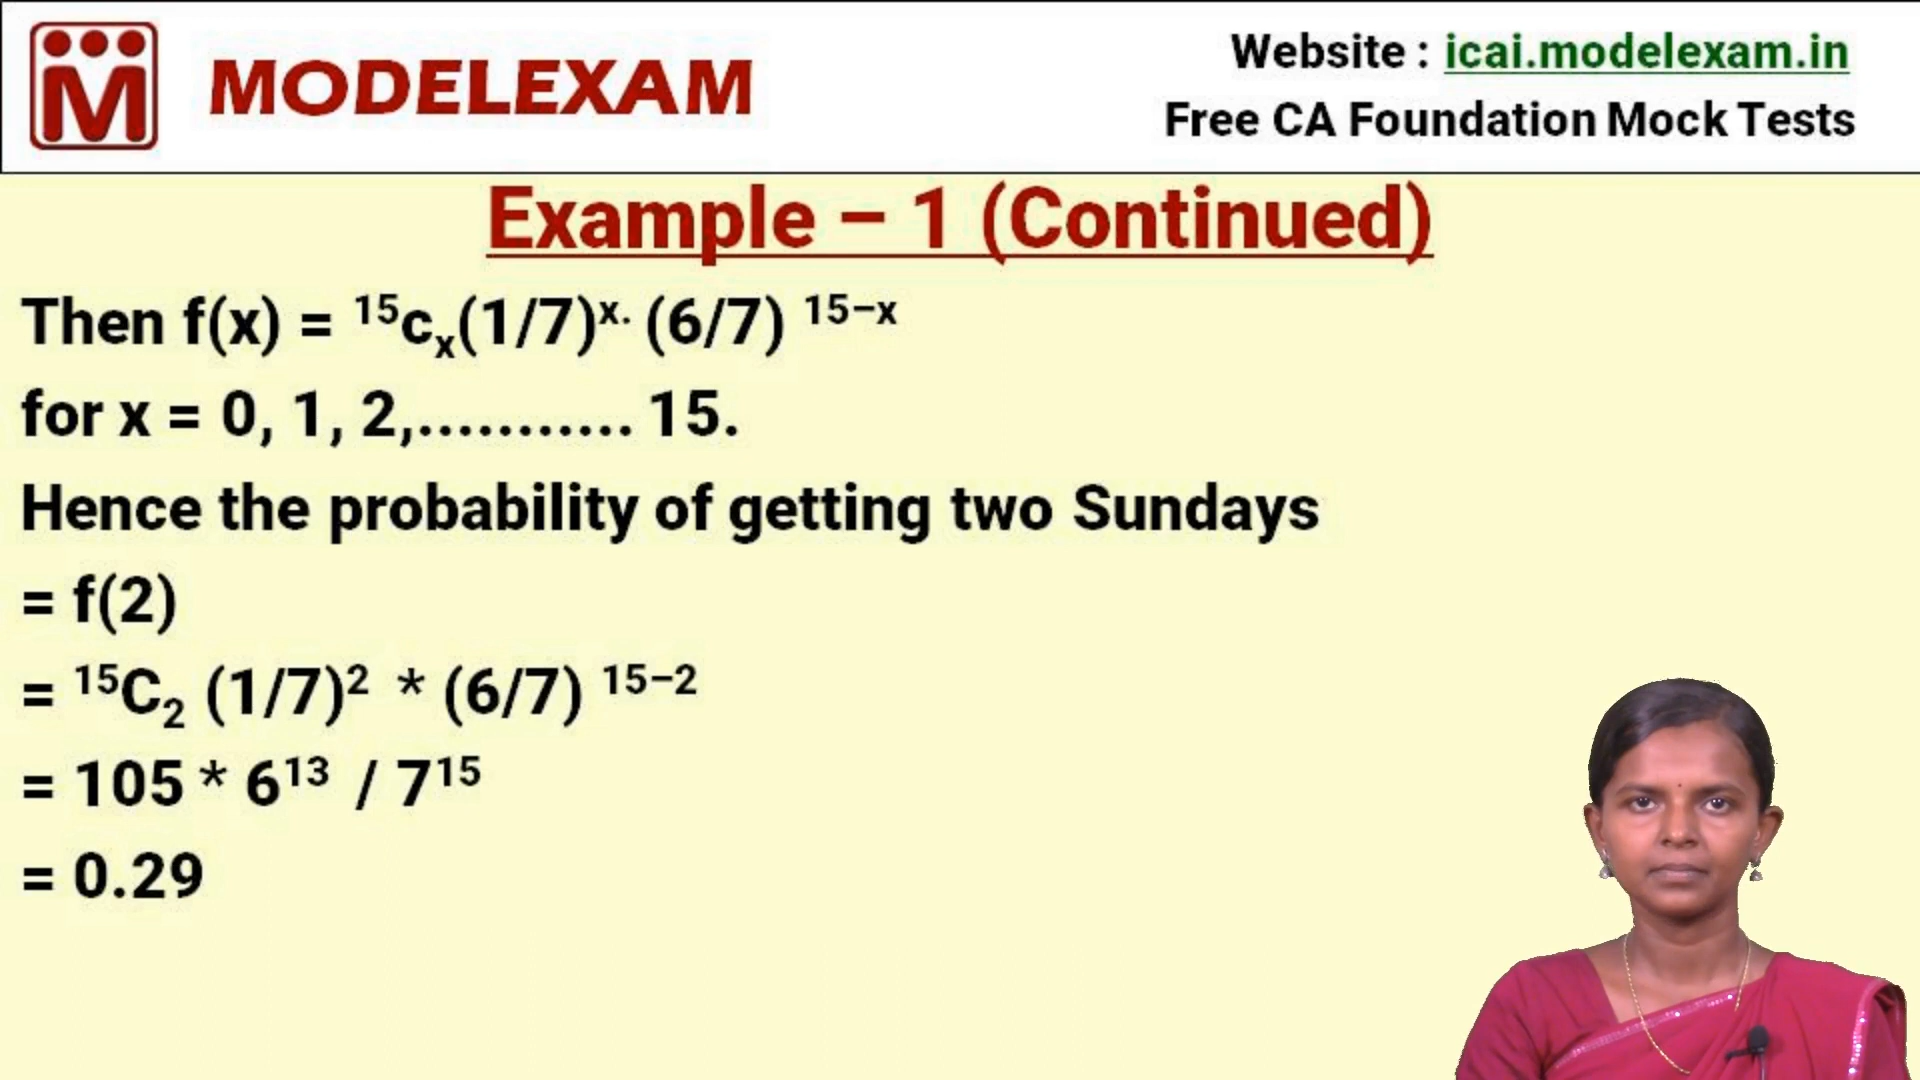 MODELEXAM
Website : icai.modelexam.in
Free CA Foundation Mock Tests
Example – 1 (Continued)
Then f(x) = ¹⁵cₓ(1/7)ˣ· (6/7) ¹⁵⁻ˣ
for x = 0, 1, 2,........... 15.
Hence the probability of getting two Sundays
= f(2)
= ¹⁵C₂ (1/7)² * (6/7) ¹⁵⁻²
= 105 * 6¹³ / 7¹⁵
= 0.29